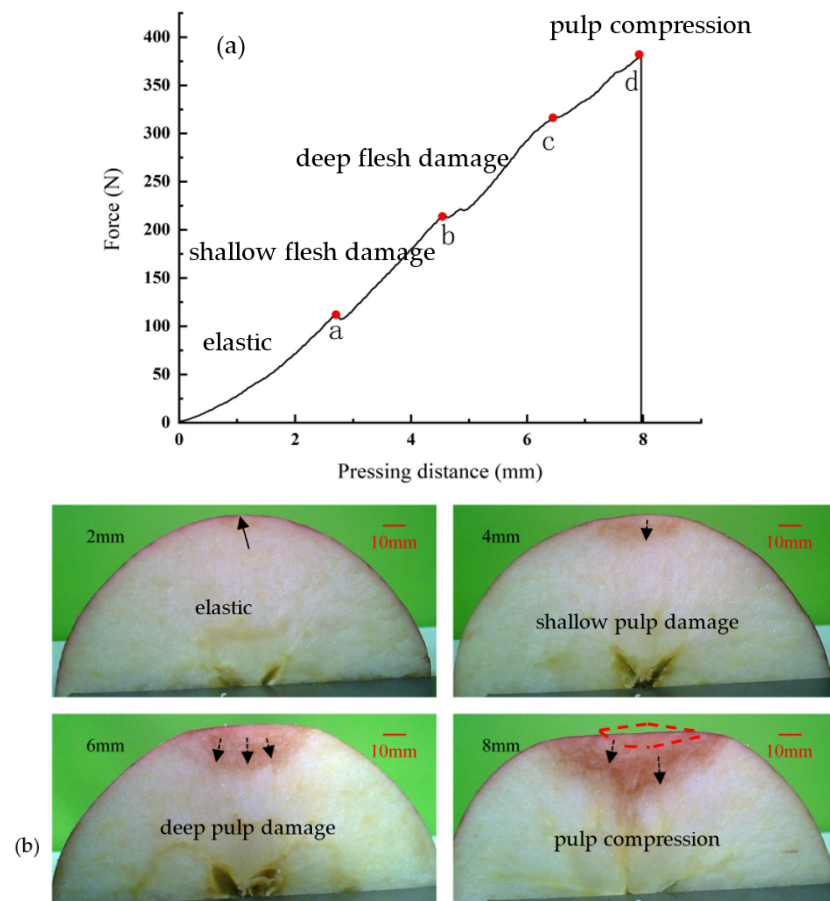 (a)
pulp compression
400
350
300
250
200
150
100
50
0
Force (N)
d
c
deep flesh damage
b
shallow flesh damage
a
elastic
0 2 4 6 8
Pressing distance (mm)
2mm
10mm
elastic
4mm
10mm
shallow pulp damage
6mm
10mm
deep pulp damage
8mm
10mm
pulp compression
(b)